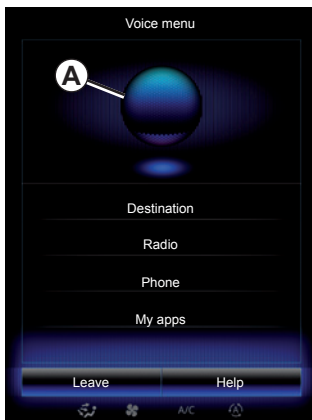 Voice menu
A
Destination
Radio
Phone
My apps
Leave Help
A/C A